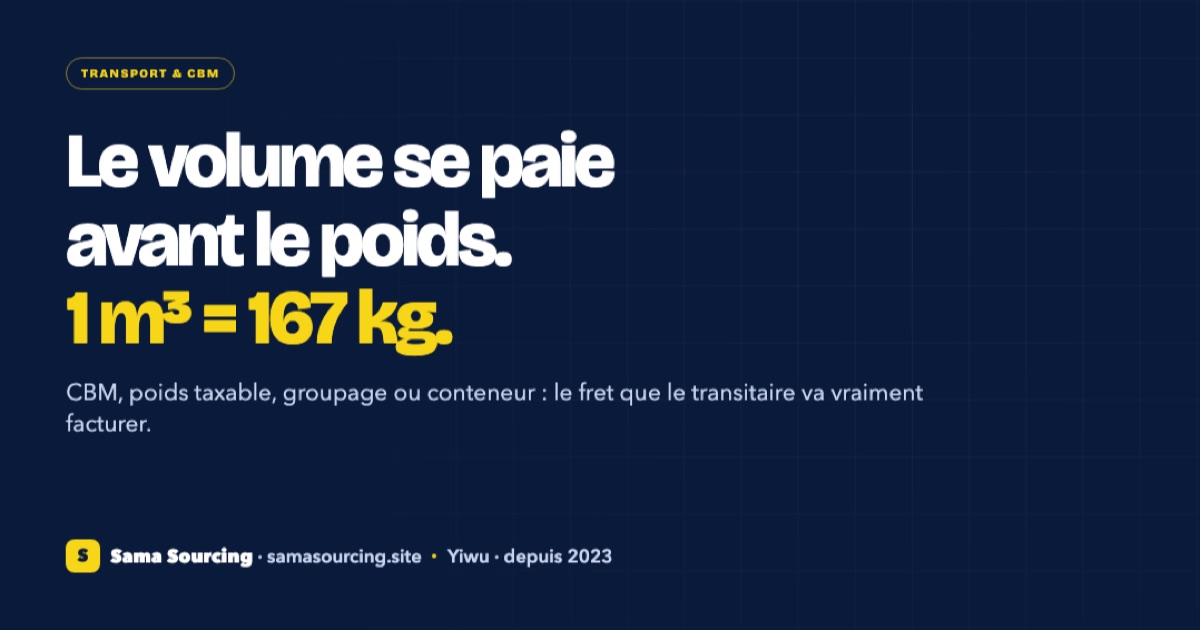 TRANSPORT & CBM
Le volume se paie
avant le poids.
1 m³ = 167 kg.
CBM, poids taxable, groupage ou conteneur : le fret que le transitaire va vraiment
facturer.
S Sama Sourcing · samasourcing.site • Yiwu · depuis 2023